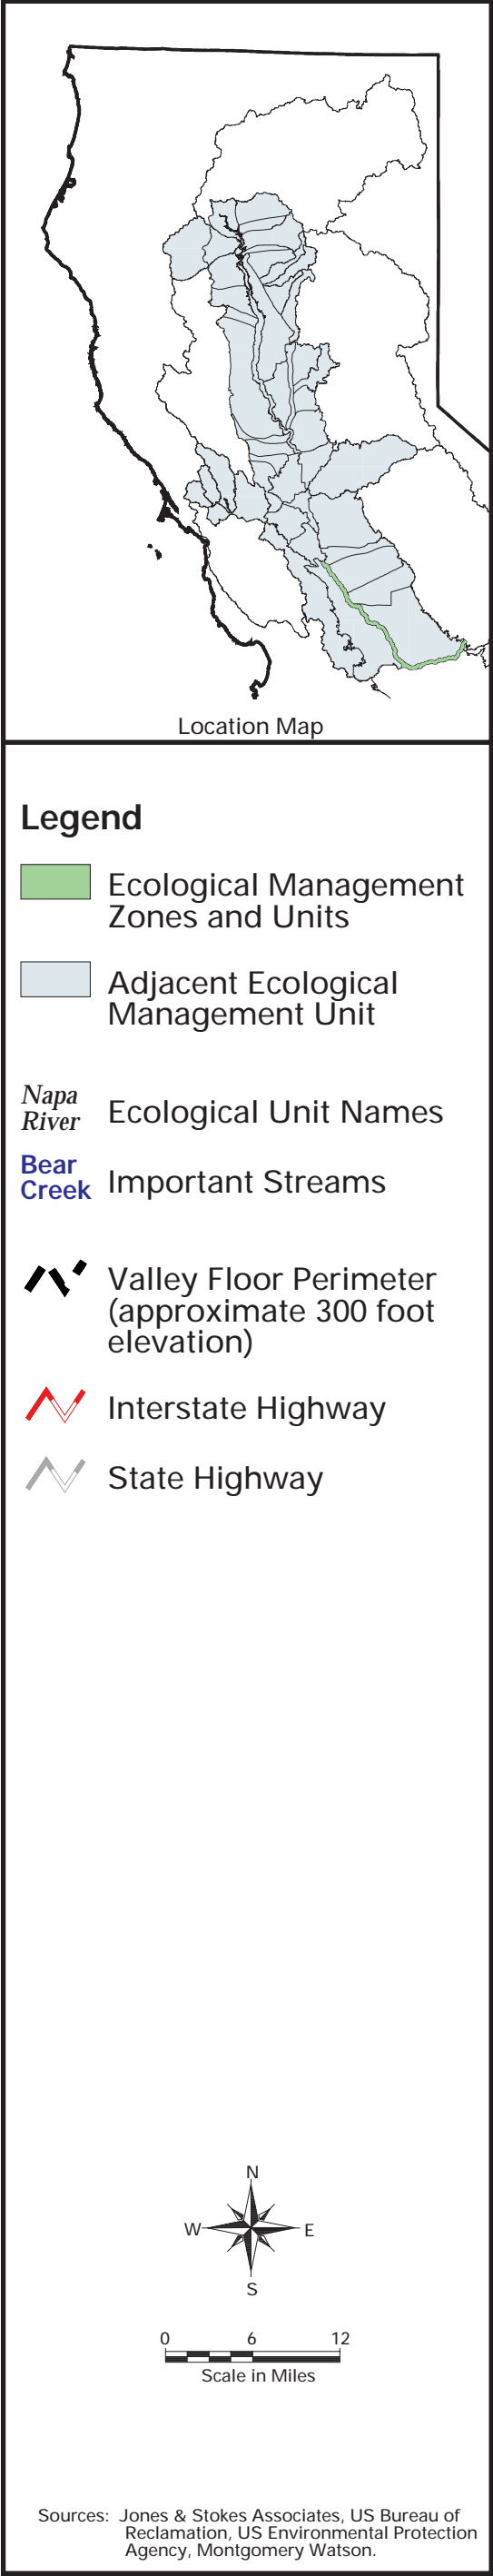 Location Map
Legend
Ecological Management
Zones and Units
Adjacent Ecological
Management Unit
Napa
River
Ecological Unit Names
Bear
Creek
Important Streams
Valley Floor Perimeter
(approximate 300 foot
elevation)
Interstate Highway
State Highway
N
W
E
S
0 6 12
Scale in Miles
Sources: Jones & Stokes Associates, US Bureau of
Reclamation, US Environmental Protection
Agency, Montgomery Watson.